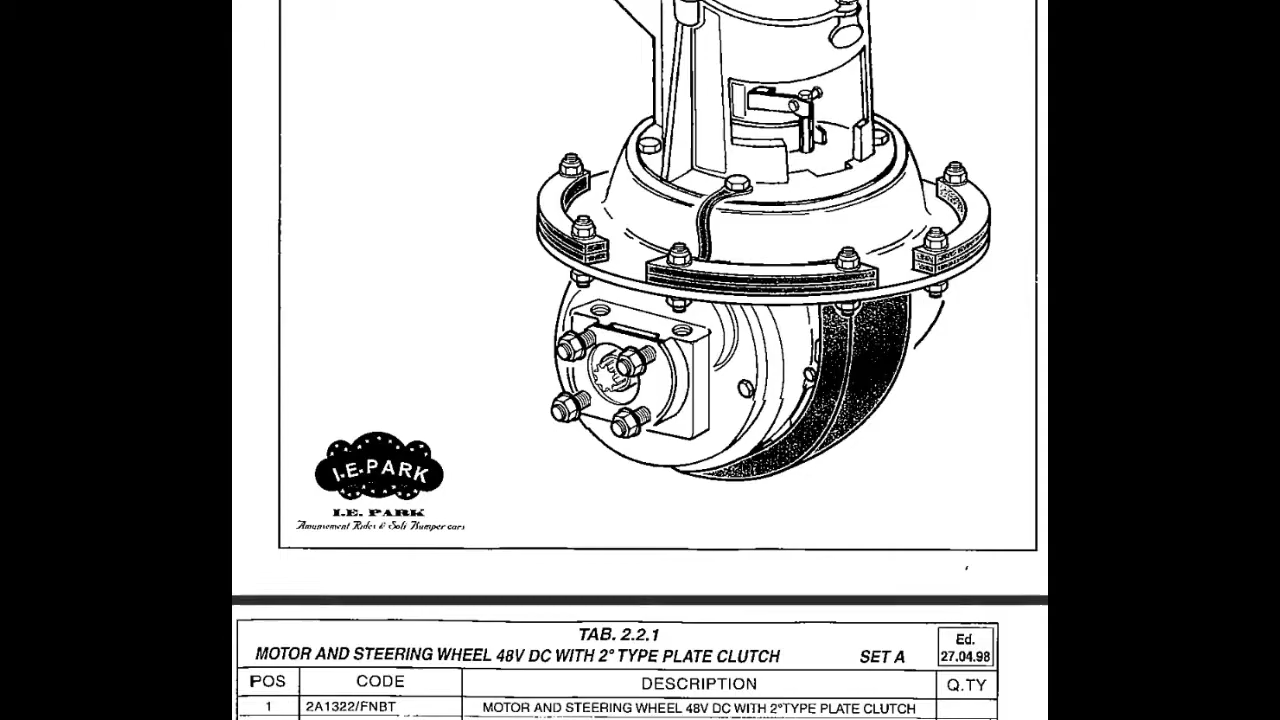 I.E. PARK
I.E. PARK
Amusement Rides & Soft Bumper cars
TAB. 2.2.1
MOTOR AND STEERING WHEEL 48V DC WITH 2° TYPE PLATE CLUTCH SET A
Ed.
27.04.98
POS CODE DESCRIPTION Q.TY
1 2A1322/FNBT MOTOR AND STEERING WHEEL 48V DC WITH 2°TYPE PLATE CLUTCH